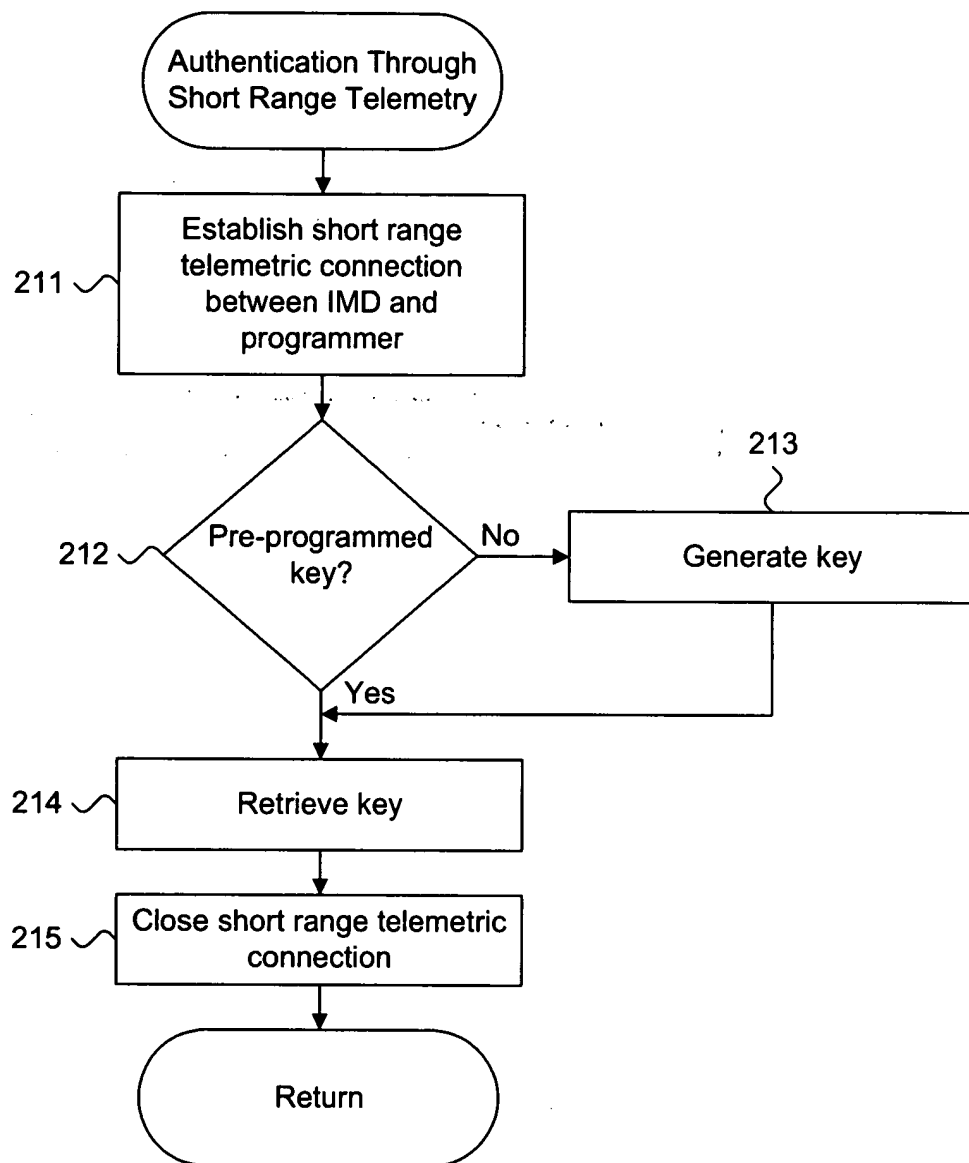 Authentication Through
Short Range Telemetry
Establish short range
telemetric connection
between IMD and
programmer
211
213
Pre-programmed
key?
212
No
Generate key
Yes
Retrieve key
214
Close short range telemetric
connection
215
Return